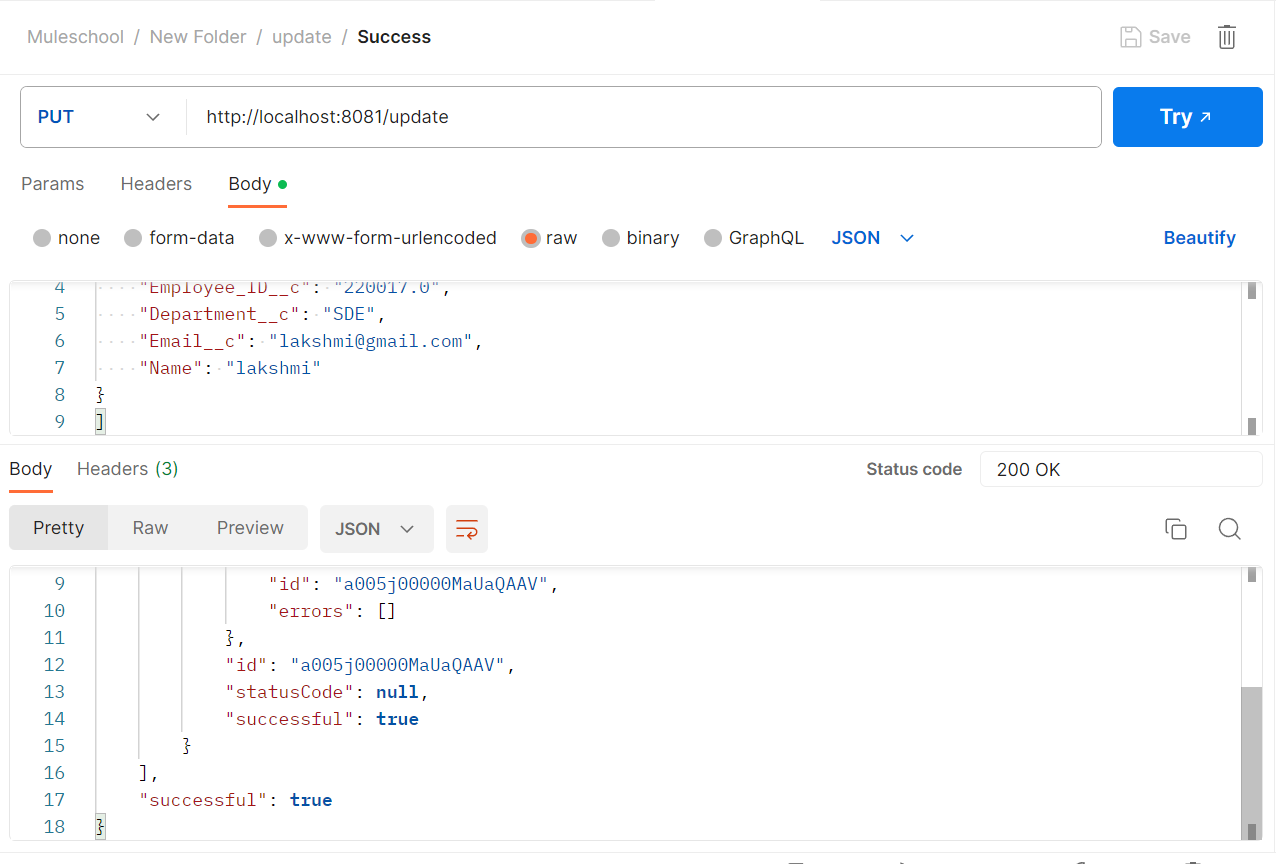 Muleschool / New Folder / update / Success
Save
PUT
http://localhost:8081/update
Try
Params Headers Body
none form-data x-www-form-urlencoded raw binary GraphQL JSON Beautify
4 "Employee_ID__c": "220017.0",
5 "Department__c": "SDE",
6 "Email__c": "lakshmi@gmail.com",
7 "Name": "lakshmi"
8 }
9 ]
Body Headers (3) Status code 200 OK
Pretty Raw Preview JSON
9 "id": "a005j00000MaUaQAAV",
10 "errors": []
11 },
12 "id": "a005j00000MaUaQAAV",
13 "statusCode": null,
14 "successful": true
15 }
16 ],
17 "successful": true
18 }